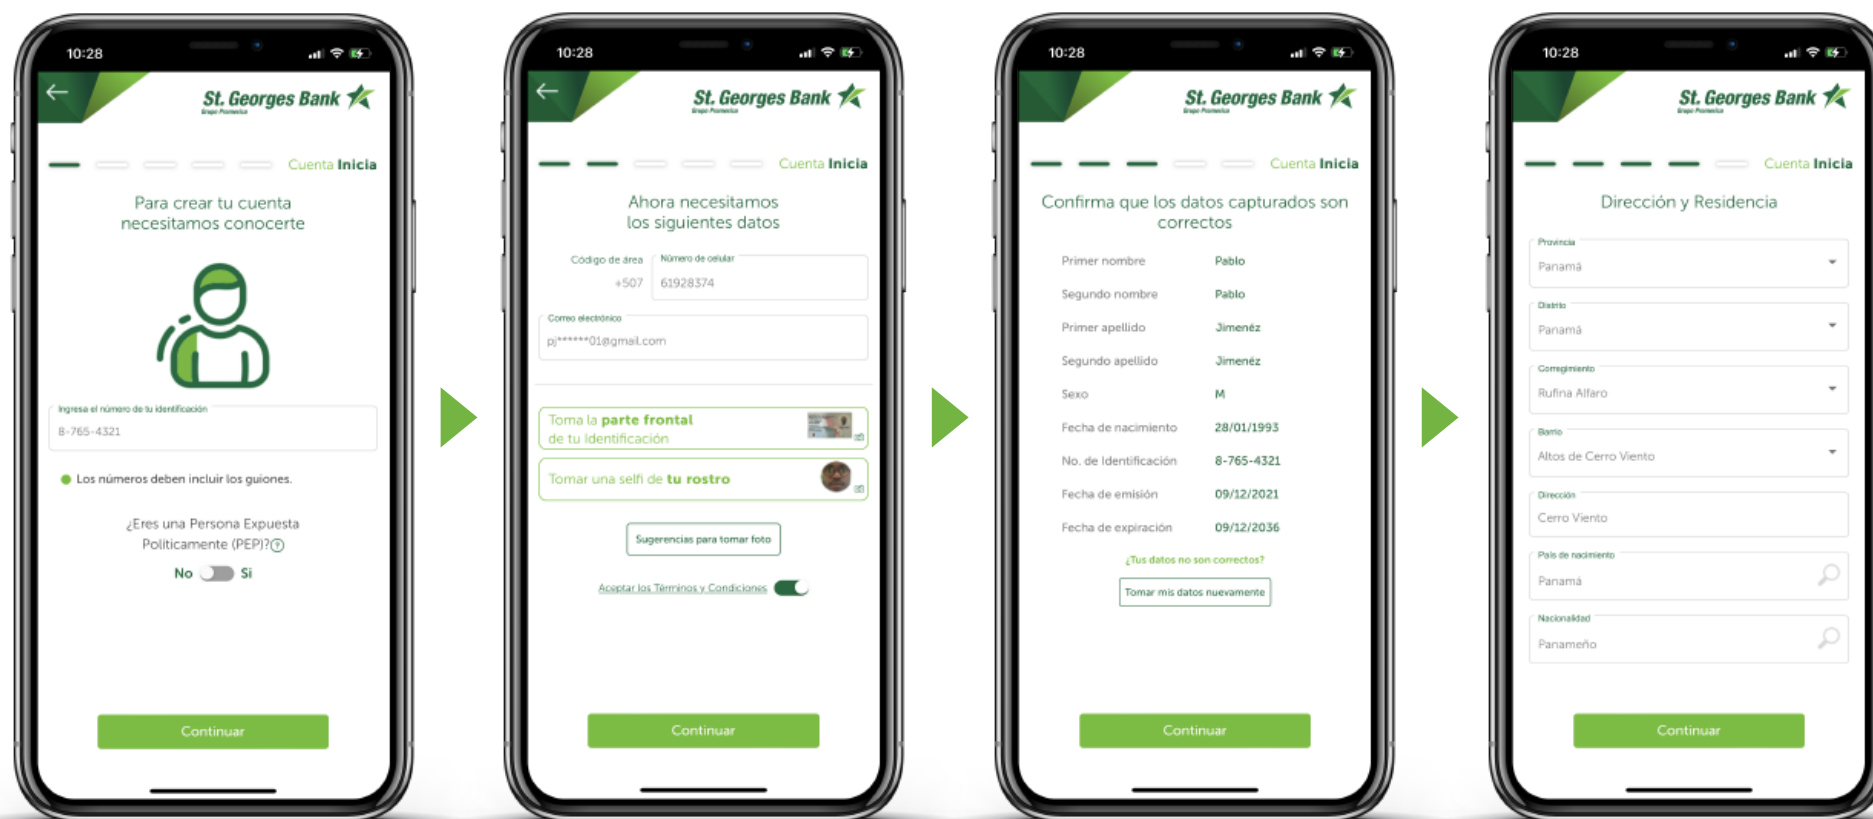 10:28
St. Georges Bank
Grupo Promerica
Cuenta Inicia
Para crear tu cuenta
necesitamos conocerte
Ingresa el número de tu identificación
8-765-4321
Los números deben incluir los guiones.
¿Eres una Persona Expuesta
Políticamente (PEP)?
No Si
Continuar
10:28
St. Georges Bank
Grupo Promerica
Cuenta Inicia
Ahora necesitamos
los siguientes datos
Código de área
+507
Número de celular
61928374
Correo electrónico
pj******01@gmail.com
Toma la parte frontal
de tu Identificación
Tomar una selfi de tu rostro
Sugerencias para tomar foto
Aceptar los Términos y Condiciones
Continuar
10:28
St. Georges Bank
Grupo Promerica
Cuenta Inicia
Confirma que los datos capturados son
correctos
Primer nombre Pablo
Segundo nombre Pablo
Primer apellido Jimenéz
Segundo apellido Jimenéz
Sexo M
Fecha de nacimiento 28/01/1993
No. de Identificación 8-765-4321
Fecha de emisión 09/12/2021
Fecha de expiración 09/12/2036
¿Tus datos no son correctos?
Tomar mis datos nuevamente
Continuar
10:28
St. Georges Bank
Grupo Promerica
Cuenta Inicia
Dirección y Residencia
Provincia
Panamá
Distrito
Panamá
Corregimiento
Rufina Alfaro
Barrio
Altos de Cerro Viento
Dirección
Cerro Viento
País de nacimiento
Panamá
Nacionalidad
Panameño
Continuar